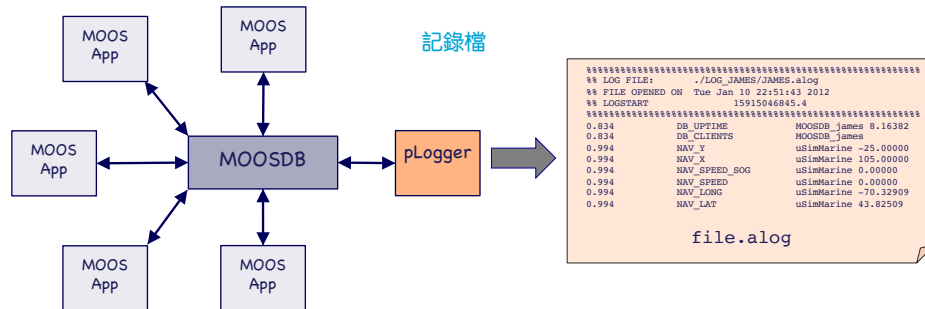 MOOS
App
MOOS
App
記錄檔
MOOS
App
MOOSDB
pLogger
MOOS
App
MOOS
App
%%%%%%%%%%%%%%%%%%%%%%%%%%%%%%%%%%%%%%%%%%%%%%%%%%%%%%%%%%%%
%% LOG FILE: ./LOG_JAMES/JAMES.alog
%% FILE OPENED ON Tue Jan 10 22:51:43 2012
%% LOGSTART 15915046845.4
%%%%%%%%%%%%%%%%%%%%%%%%%%%%%%%%%%%%%%%%%%%%%%%%%%%%%%%%%%%%
0.834 DB_UPTIME MOOSDB_james 8.16382
0.834 DB_CLIENTS MOOSDB_james
0.994 NAV_Y uSimMarine -25.00000
0.994 NAV_X uSimMarine 105.00000
0.994 NAV_SPEED_SOG uSimMarine 0.00000
0.994 NAV_SPEED uSimMarine 0.00000
0.994 NAV_LONG uSimMarine -70.32909
0.994 NAV_LAT uSimMarine 43.82509
file.alog